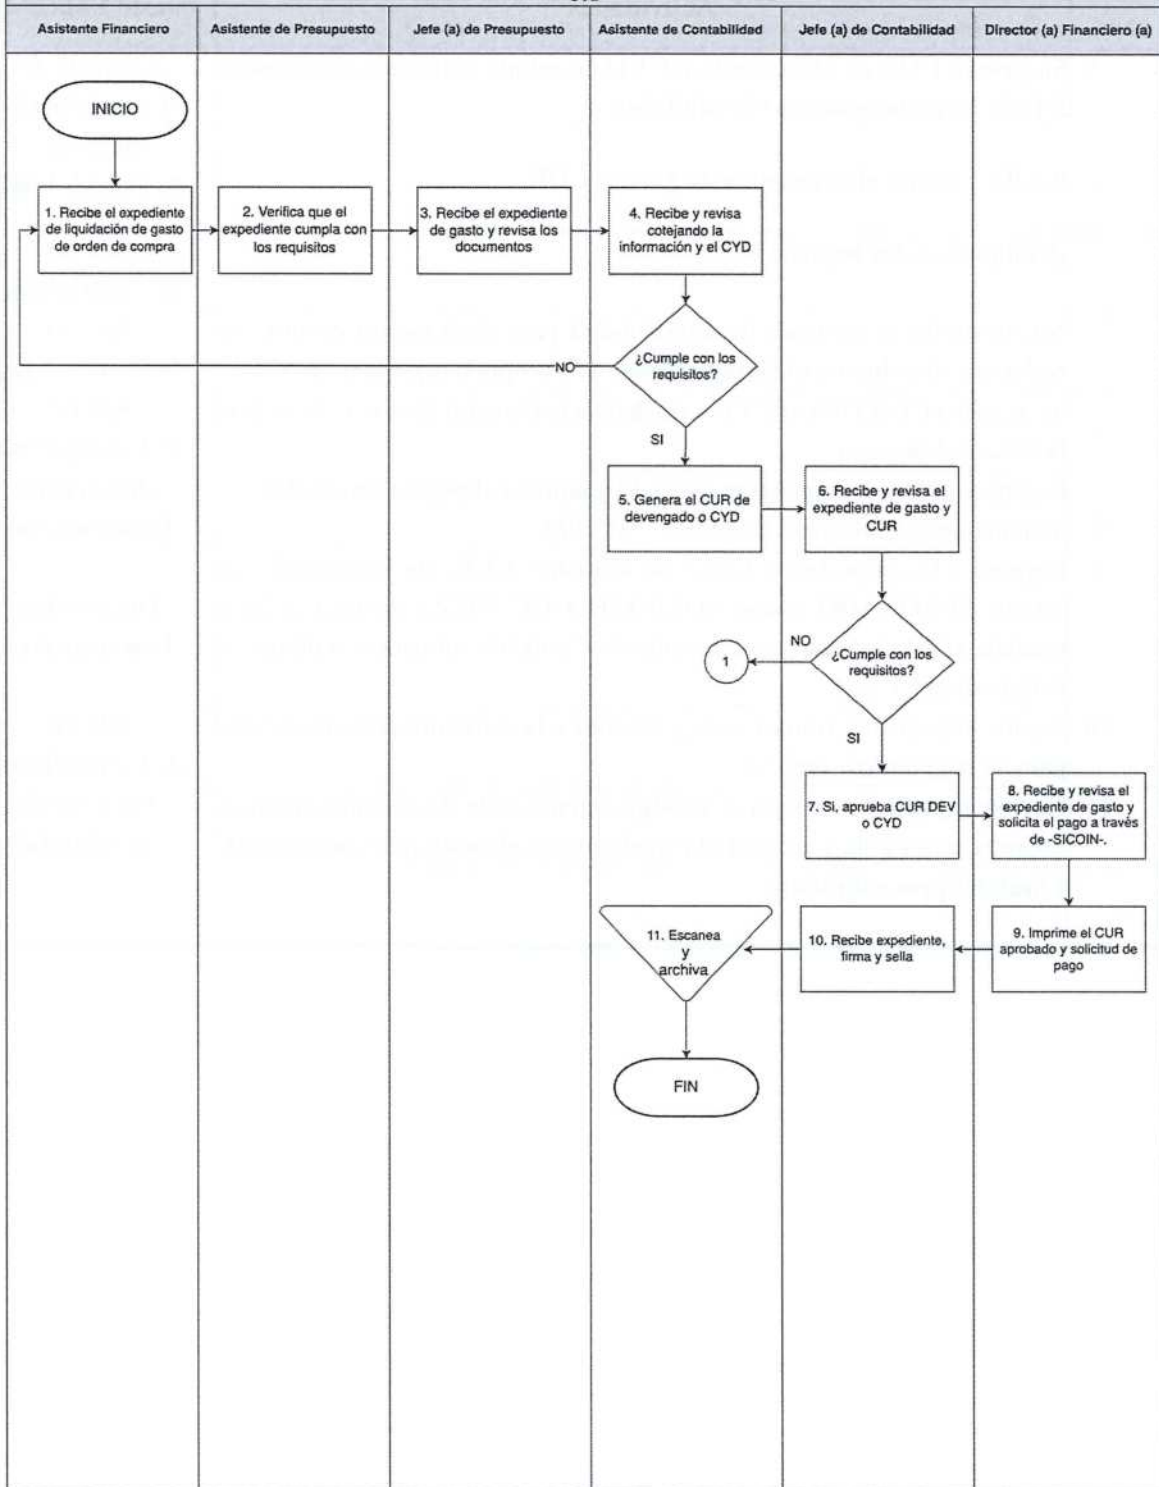 Asistente Financiero
Asistente de Presupuesto
Jefe (a) de Presupuesto
Asistente de Contabilidad
Jefe (a) de Contabilidad
Director (a) Financiero (a)
INICIO
1. Recibe el expediente
de liquidación de gasto
de orden de compra
2. Verifica que el
expediente cumpla con
los requisitos
3. Recibe el expediente
de gasto y revisa los
documentos
4. Recibe y revisa
cotejando la
información y el CYD
¿Cumple con los
requisitos?
NO
SI
5. Genera el CUR de
devengado o CYD
6. Recibe y revisa el
expediente de gasto y
CUR
¿Cumple con los
requisitos?
NO
1
SI
7. Si, aprueba CUR DEV
o CYD
8. Recibe y revisa el
expediente de gasto y
solicita el pago a través
de -SICOIN-.
9. Imprime el CUR
aprobado y solicitud de
pago
10. Recibe expediente,
firma y sella
11. Escanea
y
archiva
FIN